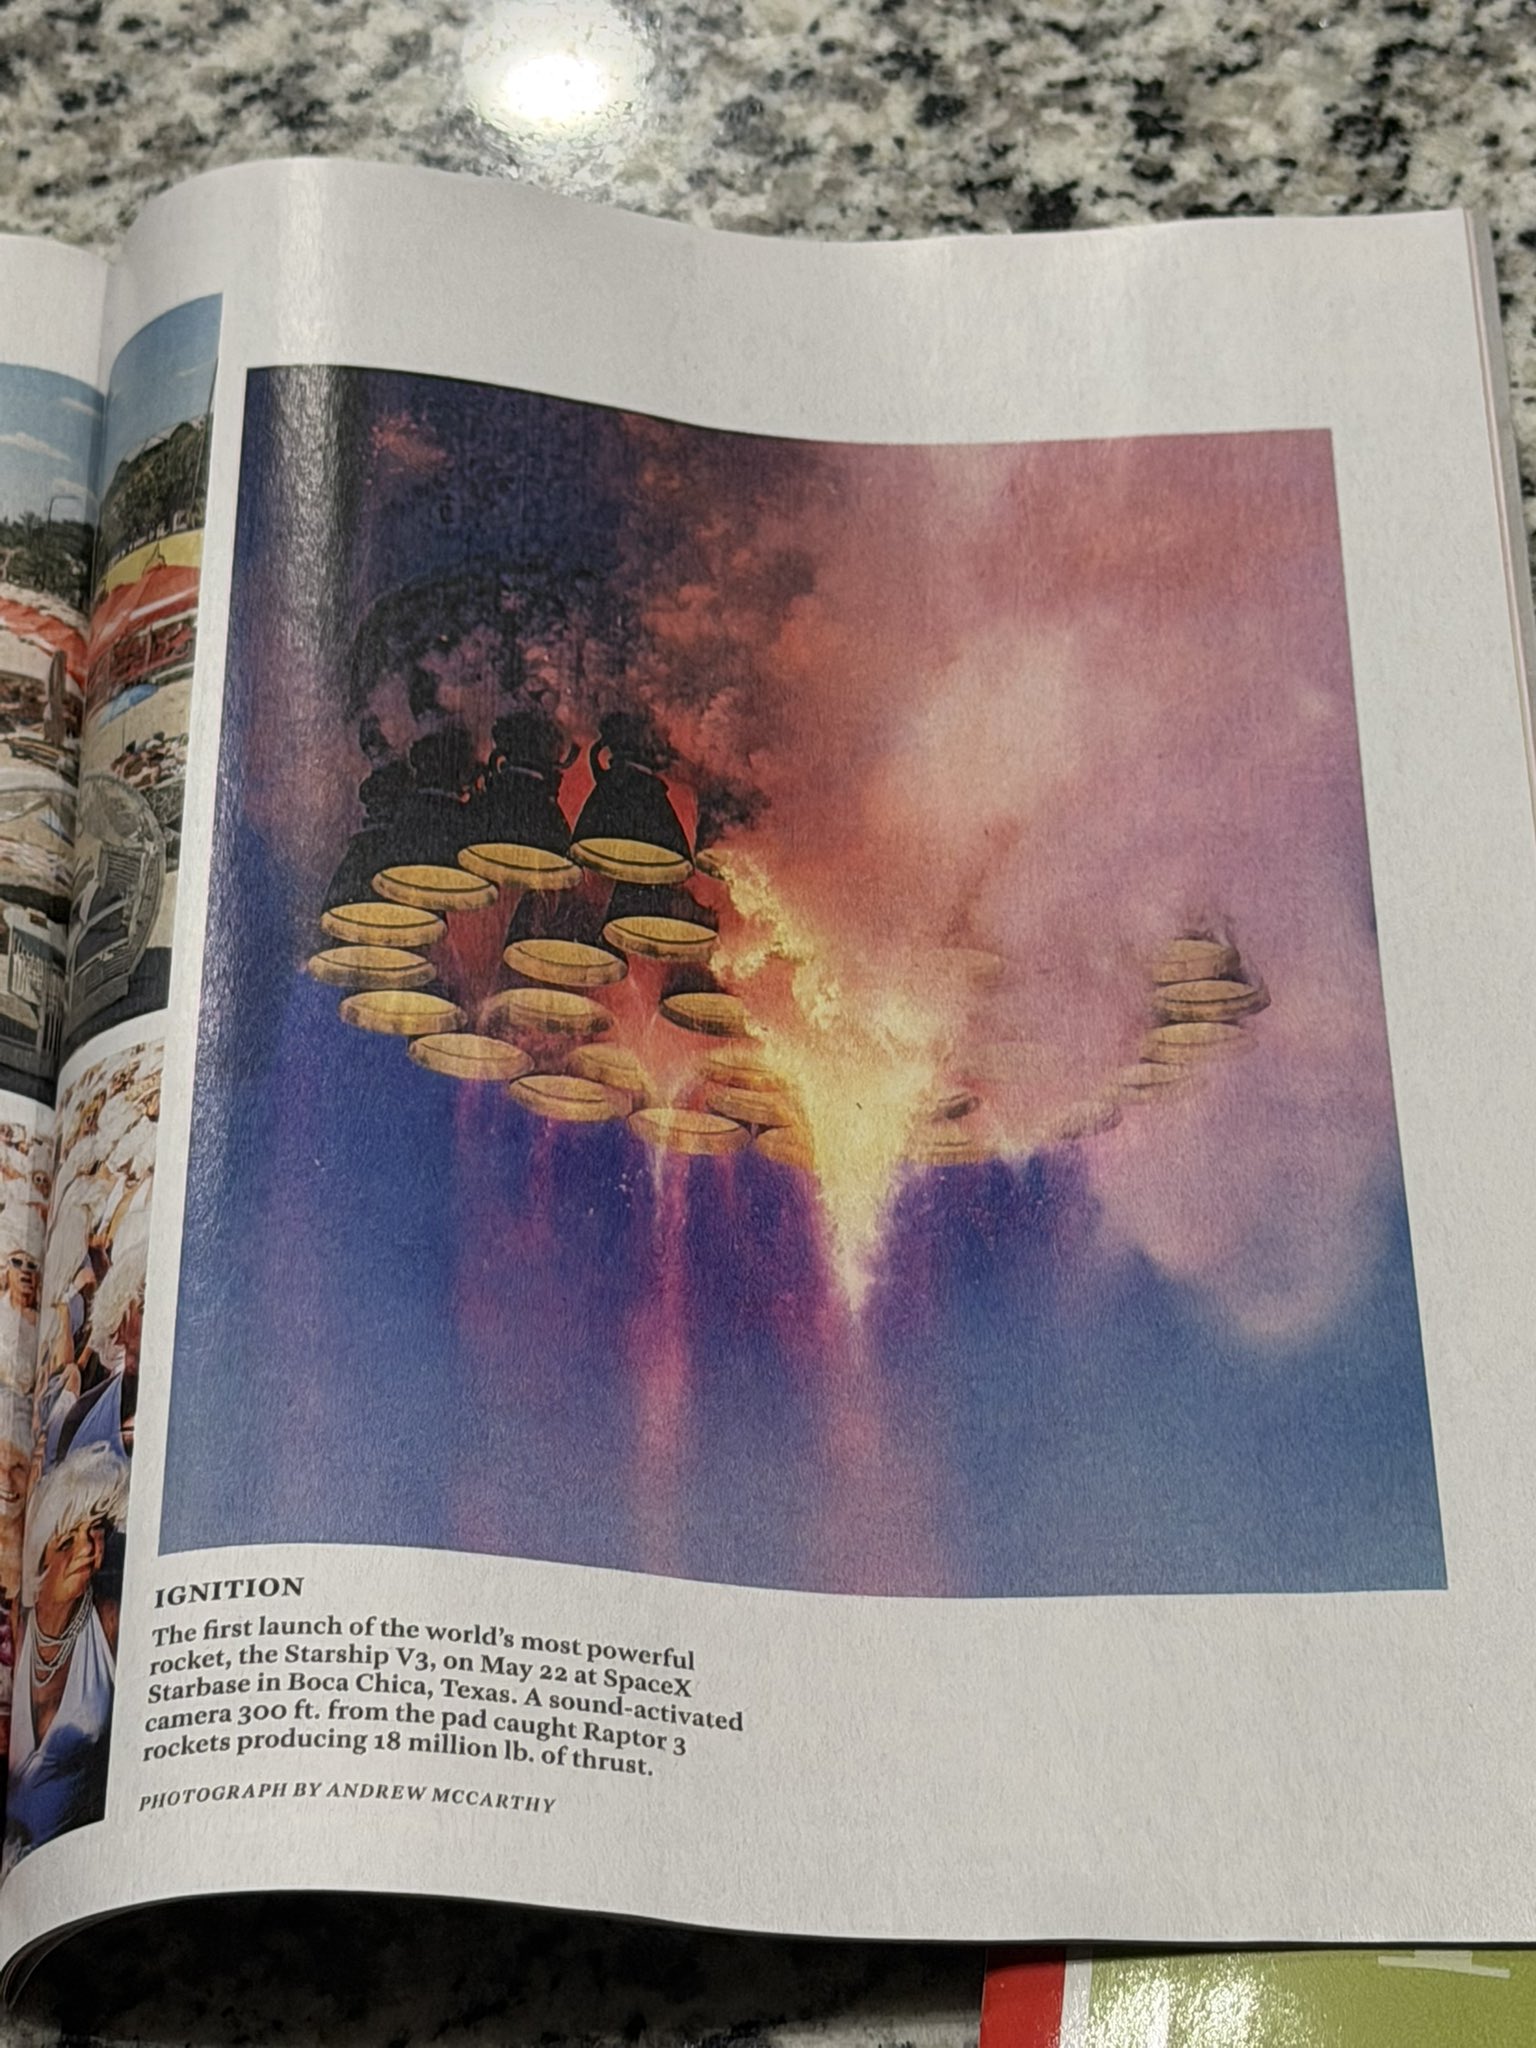 IGNITION
The first launch of the world's most powerful
rocket, the Starship V3, on May 22 at SpaceX
Starbase in Boca Chica, Texas. A sound-activated
camera 300 ft. from the pad caught Raptor 3
rockets producing 18 million lb. of thrust.
PHOTOGRAPH BY ANDREW MCCARTHY